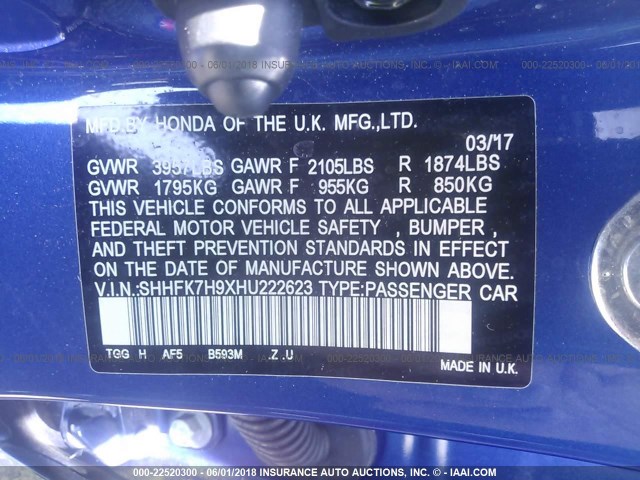 000-22520300 - 06/01/2018 INSURANCE AUTO AUCTIONS - 000-22520300 - IAAI.COM
MFD.BY HONDA OF THE U.K. MFG.,LTD.
03/17
GVWR 3957LBS GAWR F 2105LBS R 1874LBS
GVWR 1795KG GAWR F 955KG R 850KG
THIS VEHICLE CONFORMS TO ALL APPLICABLE
FEDERAL MOTOR VEHICLE SAFETY , BUMPER ,
AND THEFT PREVENTION STANDARDS IN EFFECT
ON THE DATE OF MANUFACTURE SHOWN ABOVE.
V.I.N.:SHHFK7H9XHU222623 TYPE:PASSENGER CAR
TGG H AF5 B593M .Z .U
MADE IN U.K.
000-22520300 - 06/01/2018 INSURANCE AUTO AUCTIONS - IAAI.COM